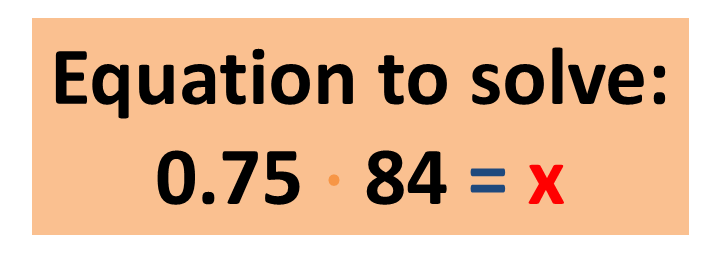 Equation to solve:
0.75 · 84 = x